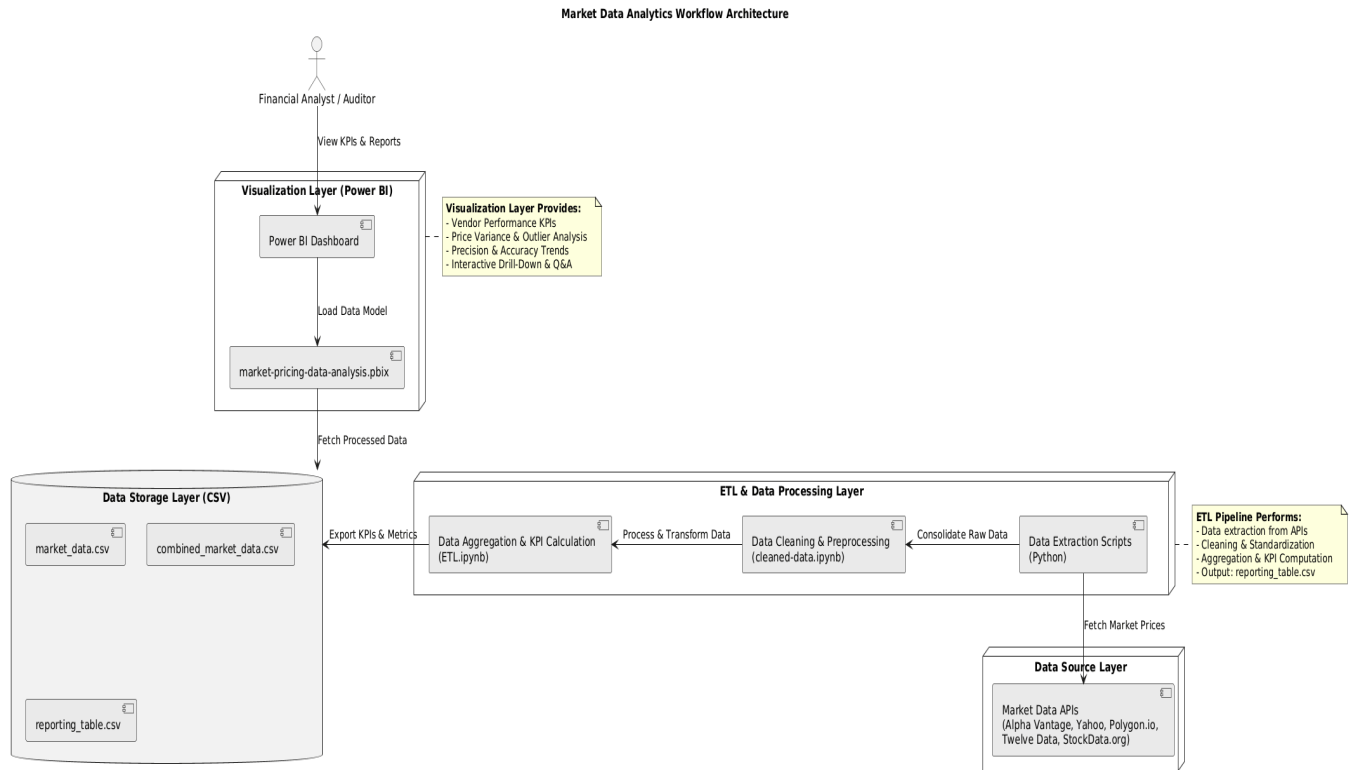 Market Data Analytics Workflow Architecture
Financial Analyst / Auditor
View KPIs & Reports
Visualization Layer (Power BI)
Power BI Dashboard
Visualization Layer Provides:
- Vendor Performance KPIs
- Price Variance & Outlier Analysis
- Precision & Accuracy Trends
- Interactive Drill-Down & Q&A
Load Data Model
market-pricing-data-analysis.pbix
Fetch Processed Data
Data Storage Layer (CSV)
market_data.csv
combined_market_data.csv
reporting_table.csv
ETL & Data Processing Layer
Export KPIs & Metrics
Data Aggregation & KPI Calculation
(ETL.ipynb)
Process & Transform Data
Data Cleaning & Preprocessing
(cleaned-data.ipynb)
Consolidate Raw Data
Data Extraction Scripts
(Python)
ETL Pipeline Performs:
- Data extraction from APIs
- Cleaning & Standardization
- Aggregation & KPI Computation
- Output: reporting_table.csv
Fetch Market Prices
Data Source Layer
Market Data APIs
(Alpha Vantage, Yahoo, Polygon.io,
Twelve Data, StockData.org)